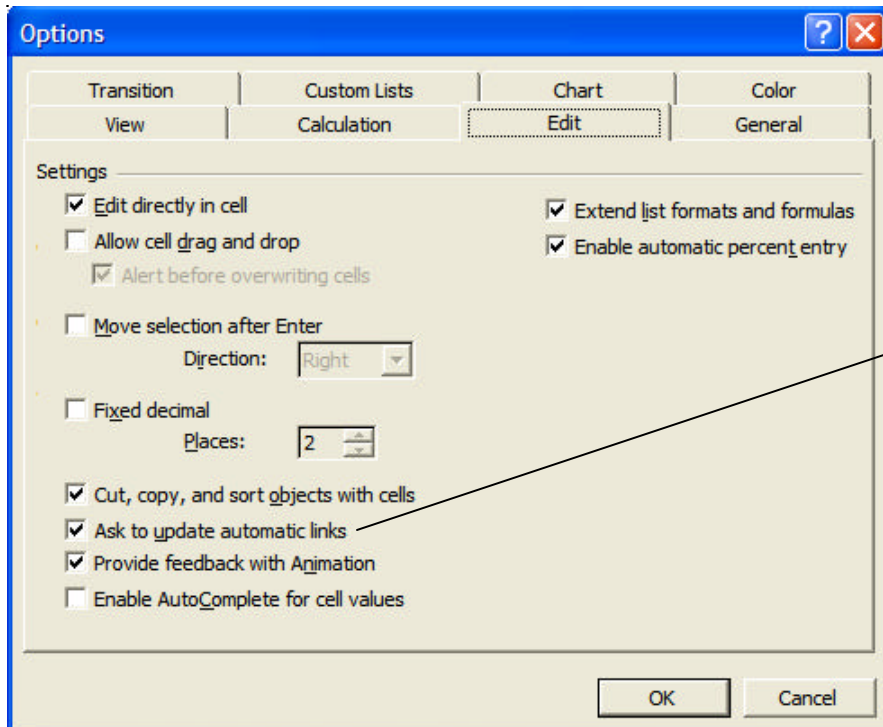 Options
Transition Custom Lists Chart Color
View Calculation Edit General
Settings
Edit directly in cell
Allow cell drag and drop
Alert before overwriting cells
Move selection after Enter
Direction: Right
Fixed decimal
Places: 2
Cut, copy, and sort objects with cells
Ask to update automatic links
Provide feedback with Animation
Enable AutoComplete for cell values
Extend list formats and formulas
Enable automatic percent entry
OK Cancel